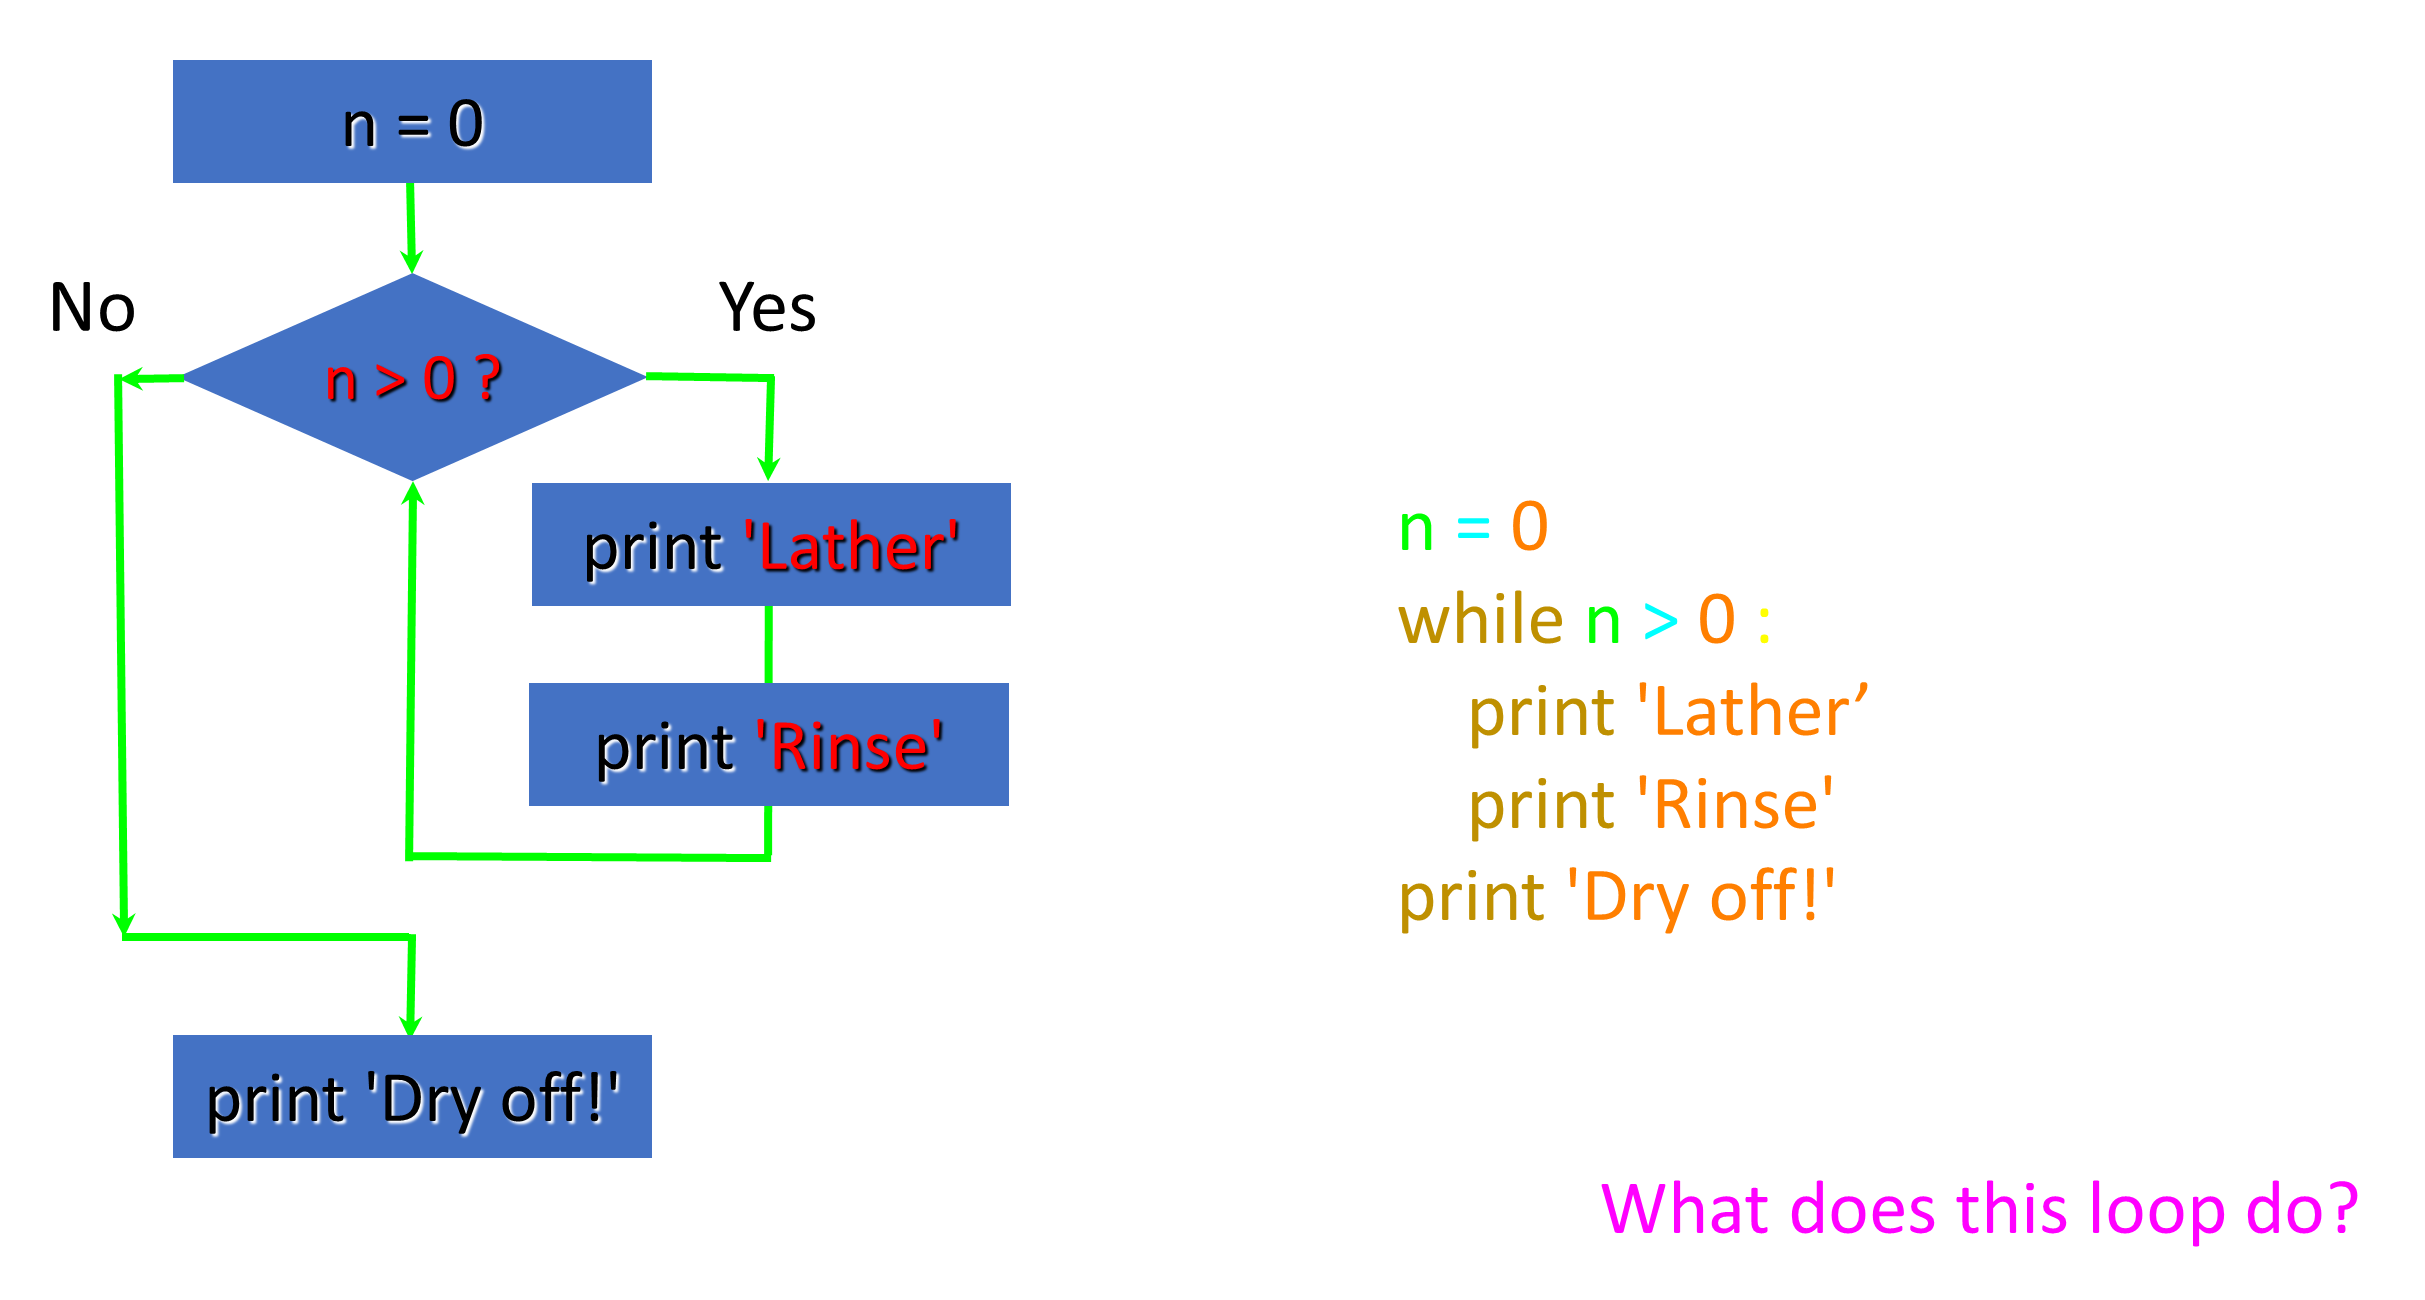 n = 0
No
Yes
n > 0 ?
print 'Lather'
print 'Rinse'
print 'Dry off!'
n = 0
while n > 0 :
print 'Lather’
print 'Rinse'
print 'Dry off!'
What does this loop do?